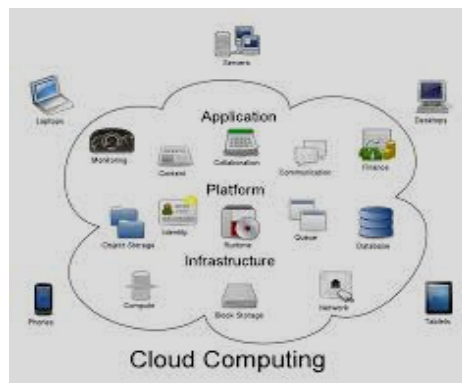 Servers
Laptops
Desktops
Application
Monitoring
Content
Collaboration
Communication
Finance
Platform
Object Storage
Identity
Runtime
Queue
Database
Infrastructure
Compute
Block Storage
Network
Phones
Tablets
Cloud Computing